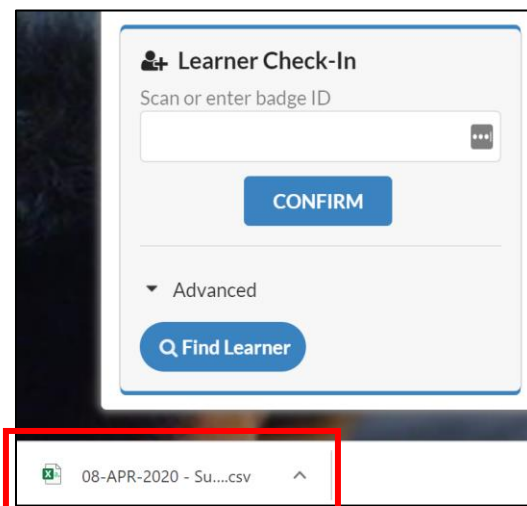 Learner Check-In
Scan or enter badge ID
CONFIRM
Advanced
Find Learner
08-APR-2020 - Su....csv